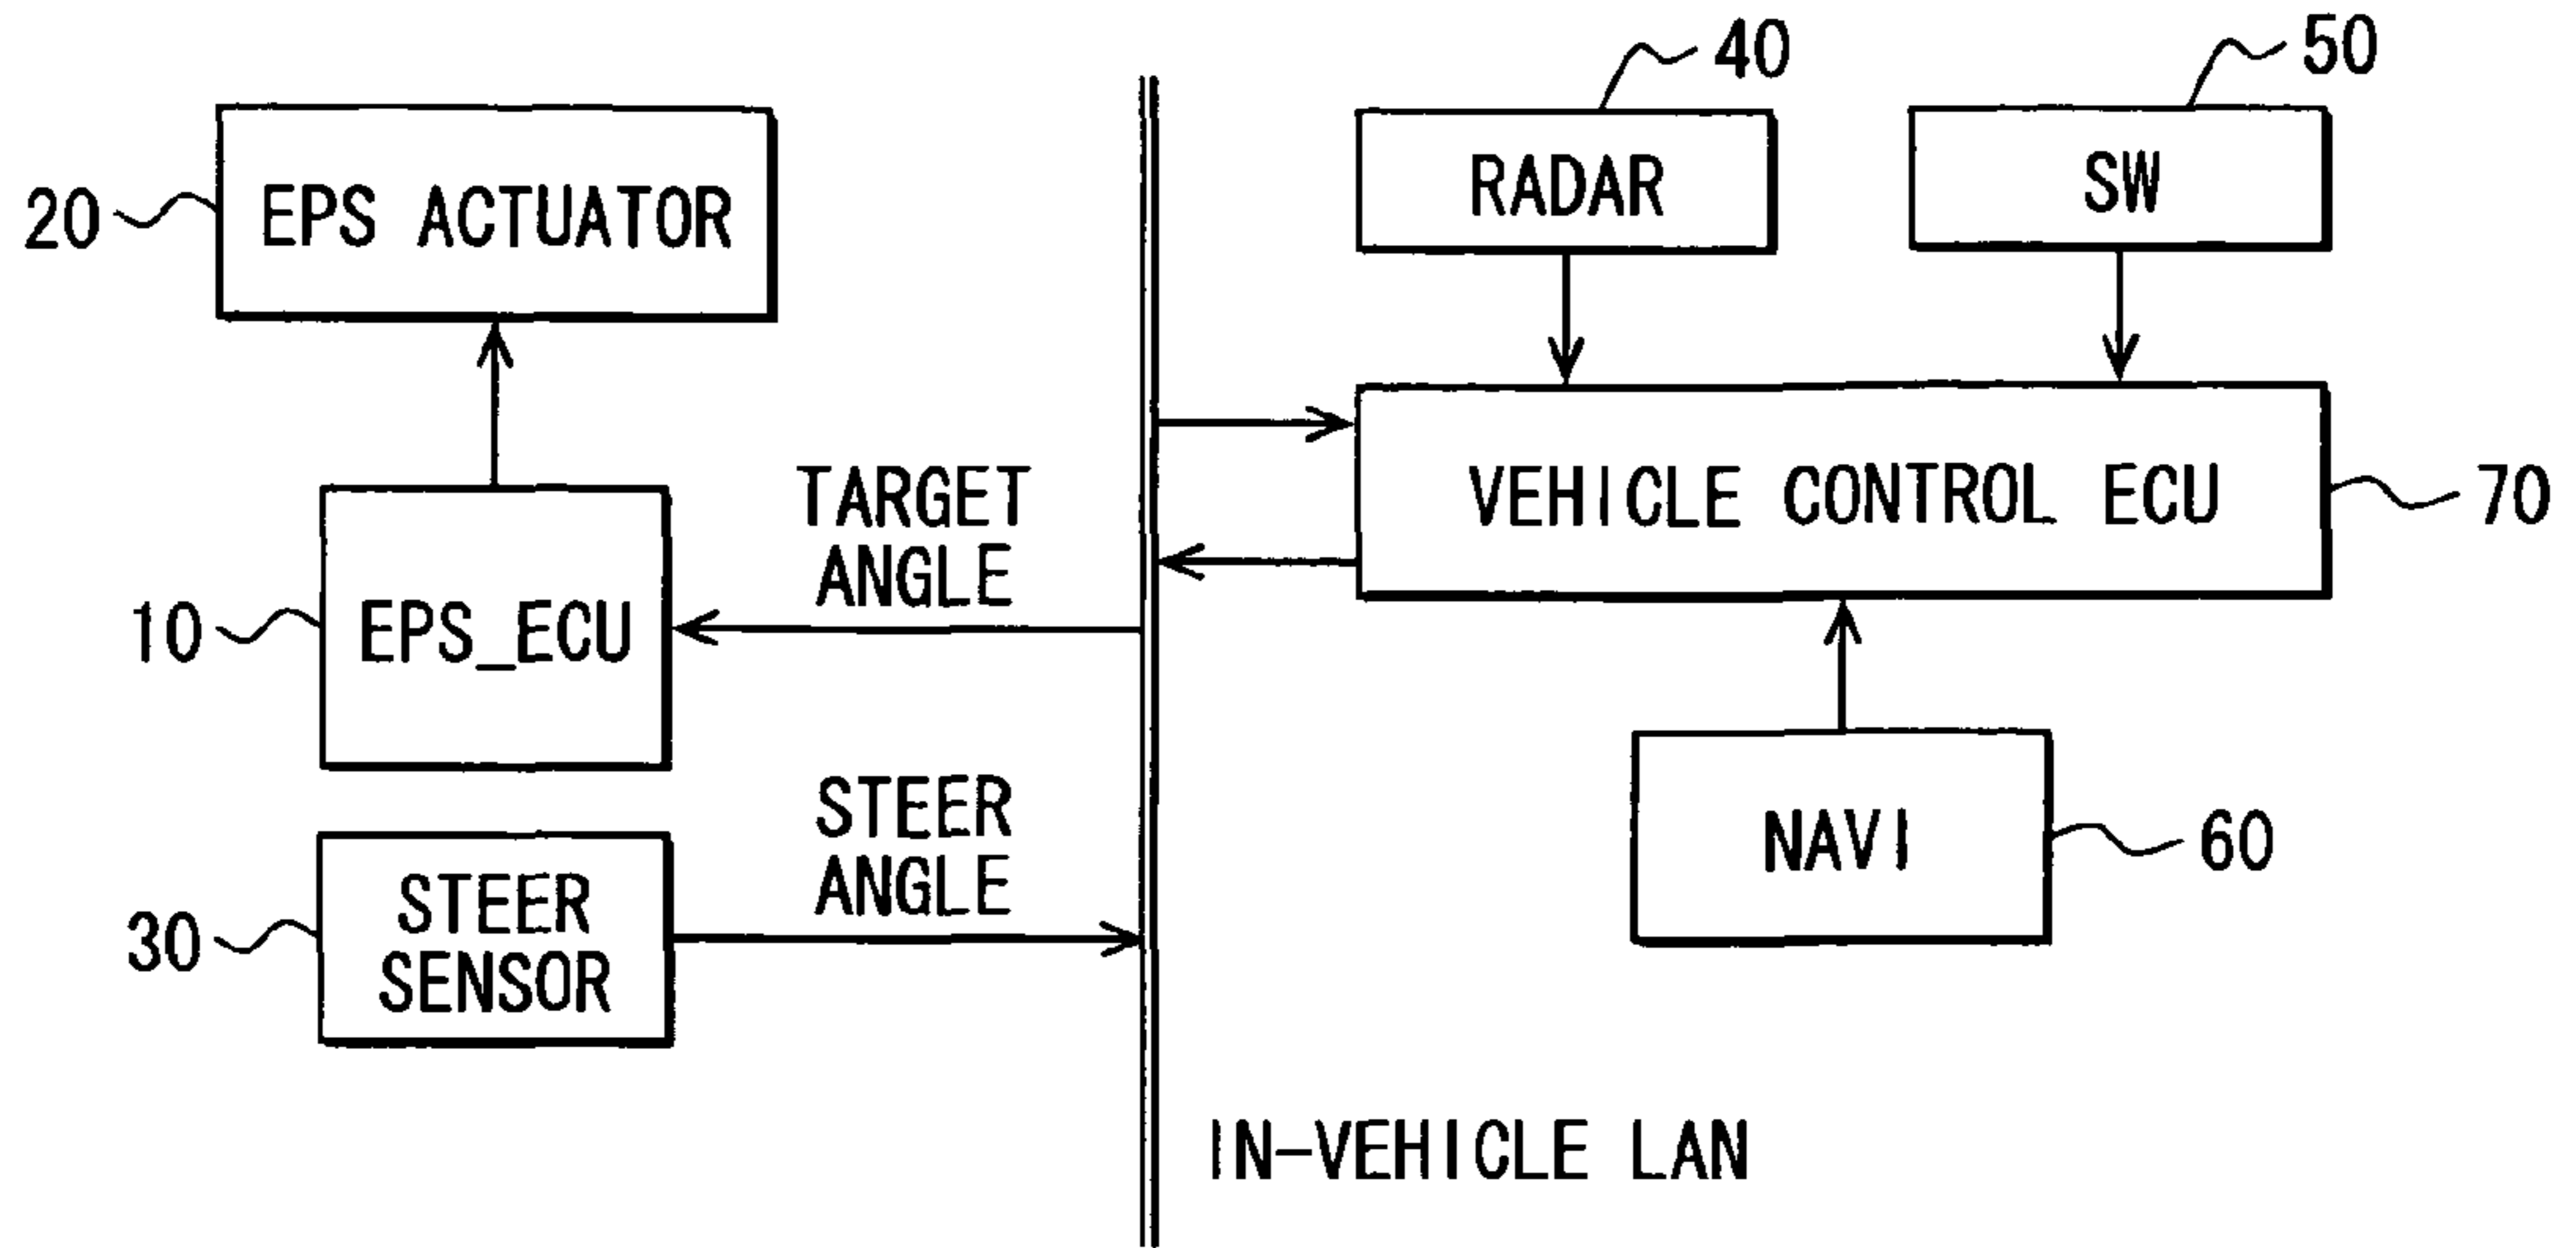 40
50
RADAR
SW
20
EPS ACTUATOR
TARGET
ANGLE
VEHICLE CONTROL ECU
70
10
EPS_ECU
STEER
ANGLE
NAVI
60
30
STEER
SENSOR
IN-VEHICLE LAN